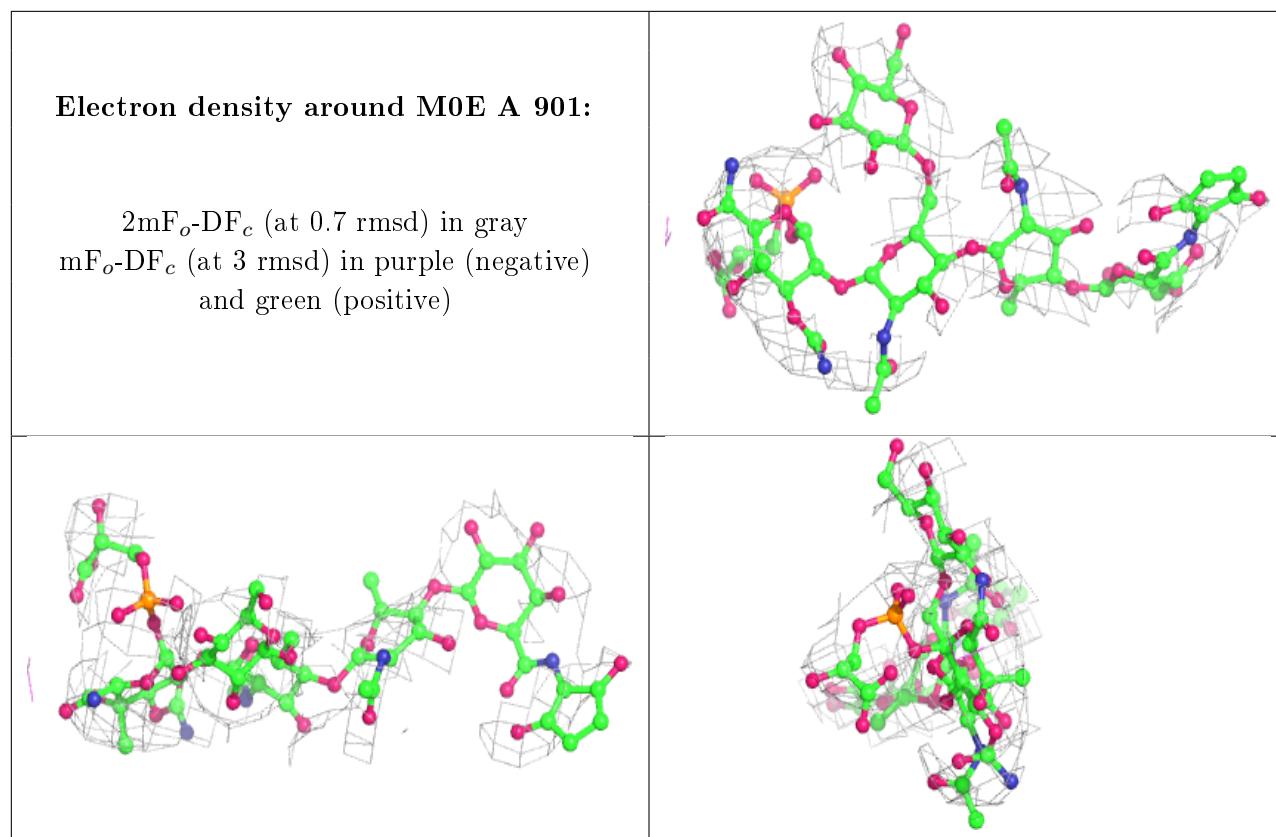 Electron density around M0E A 901:
2mFo-DFc (at 0.7 rmsd) in gray
mFo-DFc (at 3 rmsd) in purple (negative)
and green (positive)